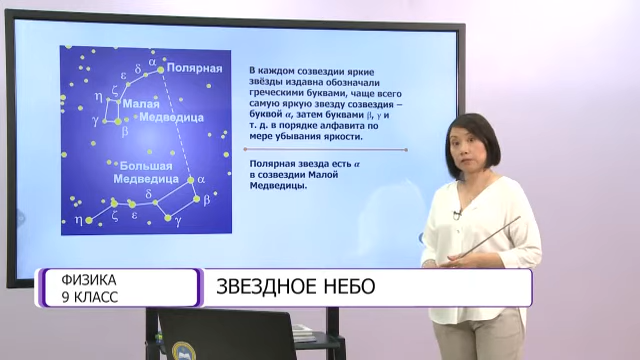 α
Полярная
δ
ε
ζ
η
Малая
Медведица
γ
β
Большая
Медведица
α
δ
β
η
ζ
ε
γ
В каждом созвездии яркие
звёзды издавна обозначали
греческими буквами, чаще всего
самую яркую звезду созвездия –
буквой α, затем буквами β, γ и
т. д. в порядке алфавита по
мере убывания яркости.
Полярная звезда есть α
в созвездии Малой
Медведицы.
ФИЗИКА
9 КЛАСС
ЗВЕЗДНОЕ НЕБО